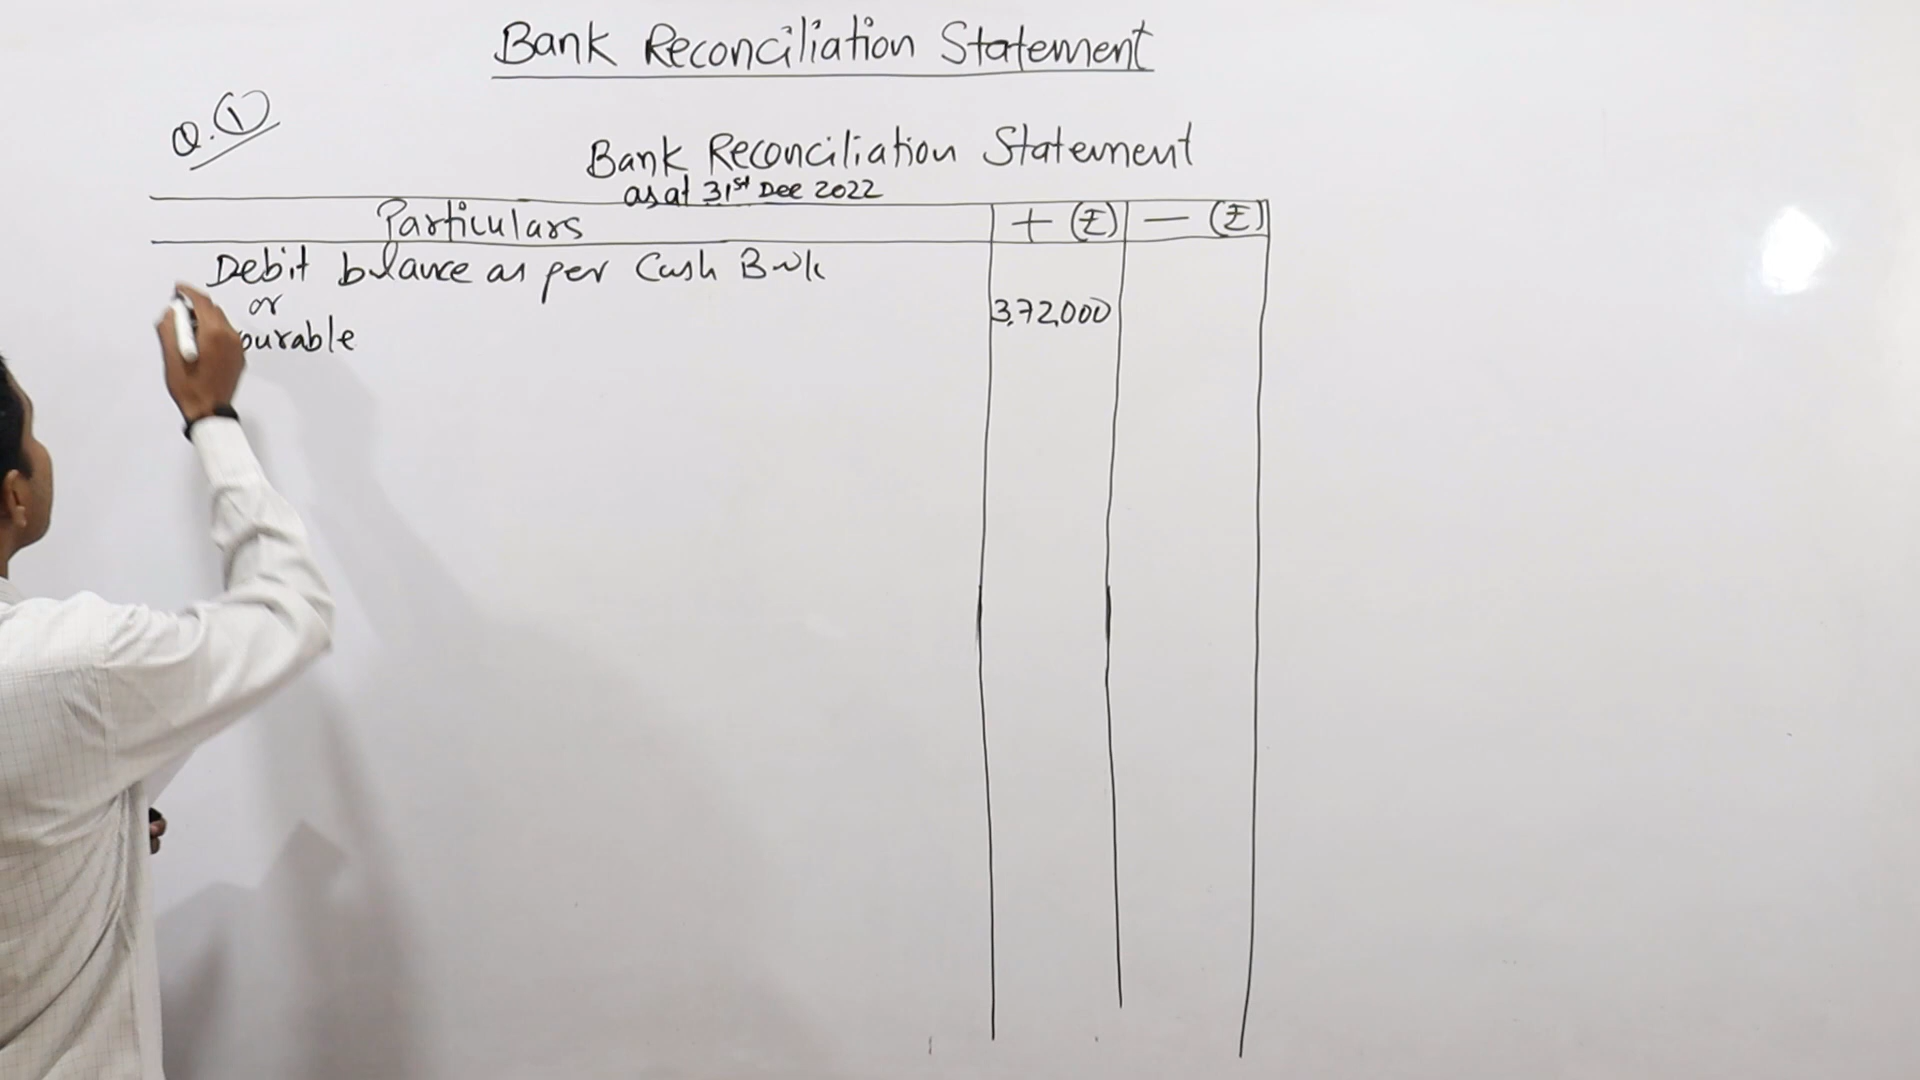 Bank Reconciliation Statement
Q. 1
Bank Reconciliation Statement
as at 31st Dec 2022
Particulars + (₹) — (₹)
Debit balance as per Cash Book
or
3,72,000
ourable